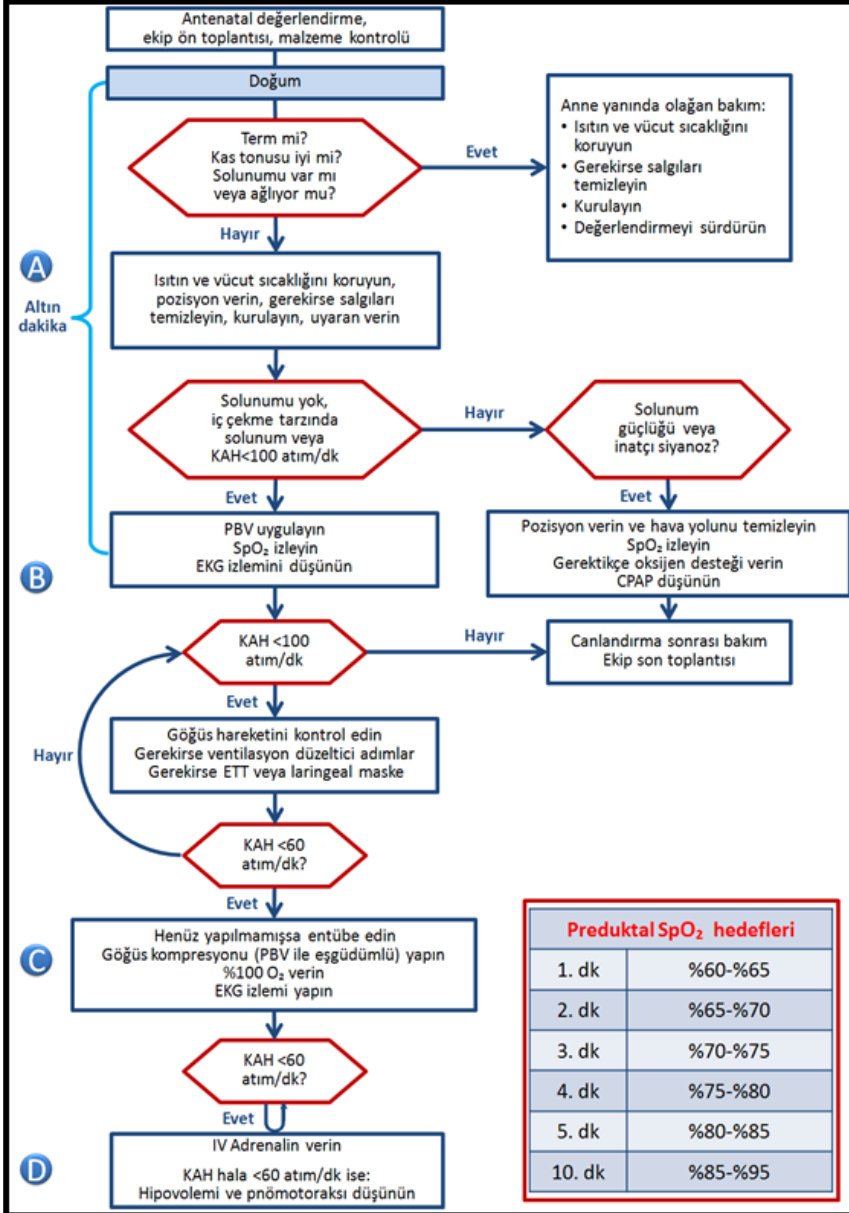 Antenatal değerlendirme,
ekip ön toplantısı, malzeme kontrolü
Doğum
Term mi?
Kas tonusu iyi mi?
Solunumu var mı
veya ağlıyor mu?
Evet
Anne yanında olağan bakım:
• Isıtın ve vücut sıcaklığını
koruyun
• Gerekirse salgıları
temizleyin
• Kurulayın
• Değerlendirmeyi sürdürün
Hayır
A
Altın
dakika
Isıtın ve vücut sıcaklığını koruyun,
pozisyon verin, gerekirse salgıları
temizleyin, kurulayın, uyaran verin
Solunumu yok,
iç çekme tarzında
solunum veya
KAH<100 atım/dk
Hayır
Solunum
güçlüğü veya
inatçı siyanoz?
Evet
Evet
PBV uygulayın
SpO₂ izleyin
EKG izlemini düşünün
Pozisyon verin ve hava yolunu temizleyin
SpO₂ izleyin
Gerektikçe oksijen desteği verin
CPAP düşünün
B
KAH <100
atım/dk
Hayır
Canlandırma sonrası bakım
Ekip son toplantısı
Evet
Göğüs hareketini kontrol edin
Gerekirse ventilasyon düzeltici adımlar
Gerekirse ETT veya laringeal maske
Hayır
KAH <60
atım/dk?
Evet
C
Henüz yapılmamışsa entübe edin
Göğüs kompresyonu (PBV ile eşgüdümlü) yapın
%100 O₂ verin
EKG izlemi yapın
KAH <60
atım/dk?
Evet
D
IV Adrenalin verin
KAH hala <60 atım/dk ise:
Hipovolemi ve pnömotoraksı düşünün
Preduktal SpO₂ hedefleri
1. dk %60-%65
2. dk %65-%70
3. dk %70-%75
4. dk %75-%80
5. dk %80-%85
10. dk %85-%95